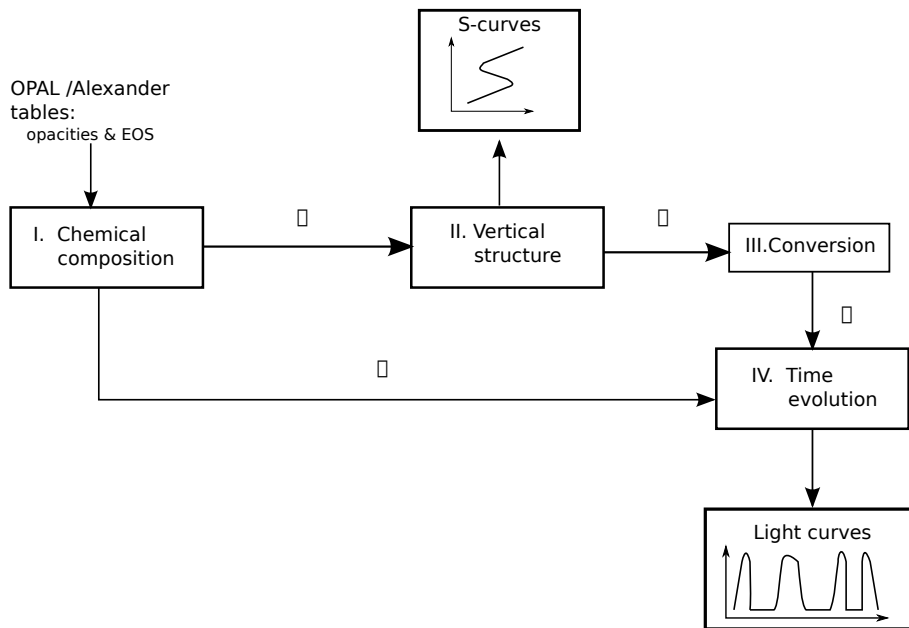 S-curves
OPAL /Alexander
tables:
opacities & EOS
I. Chemical
composition
II. Vertical
structure
III.Conversion
IV. Time
evolution
Light curves